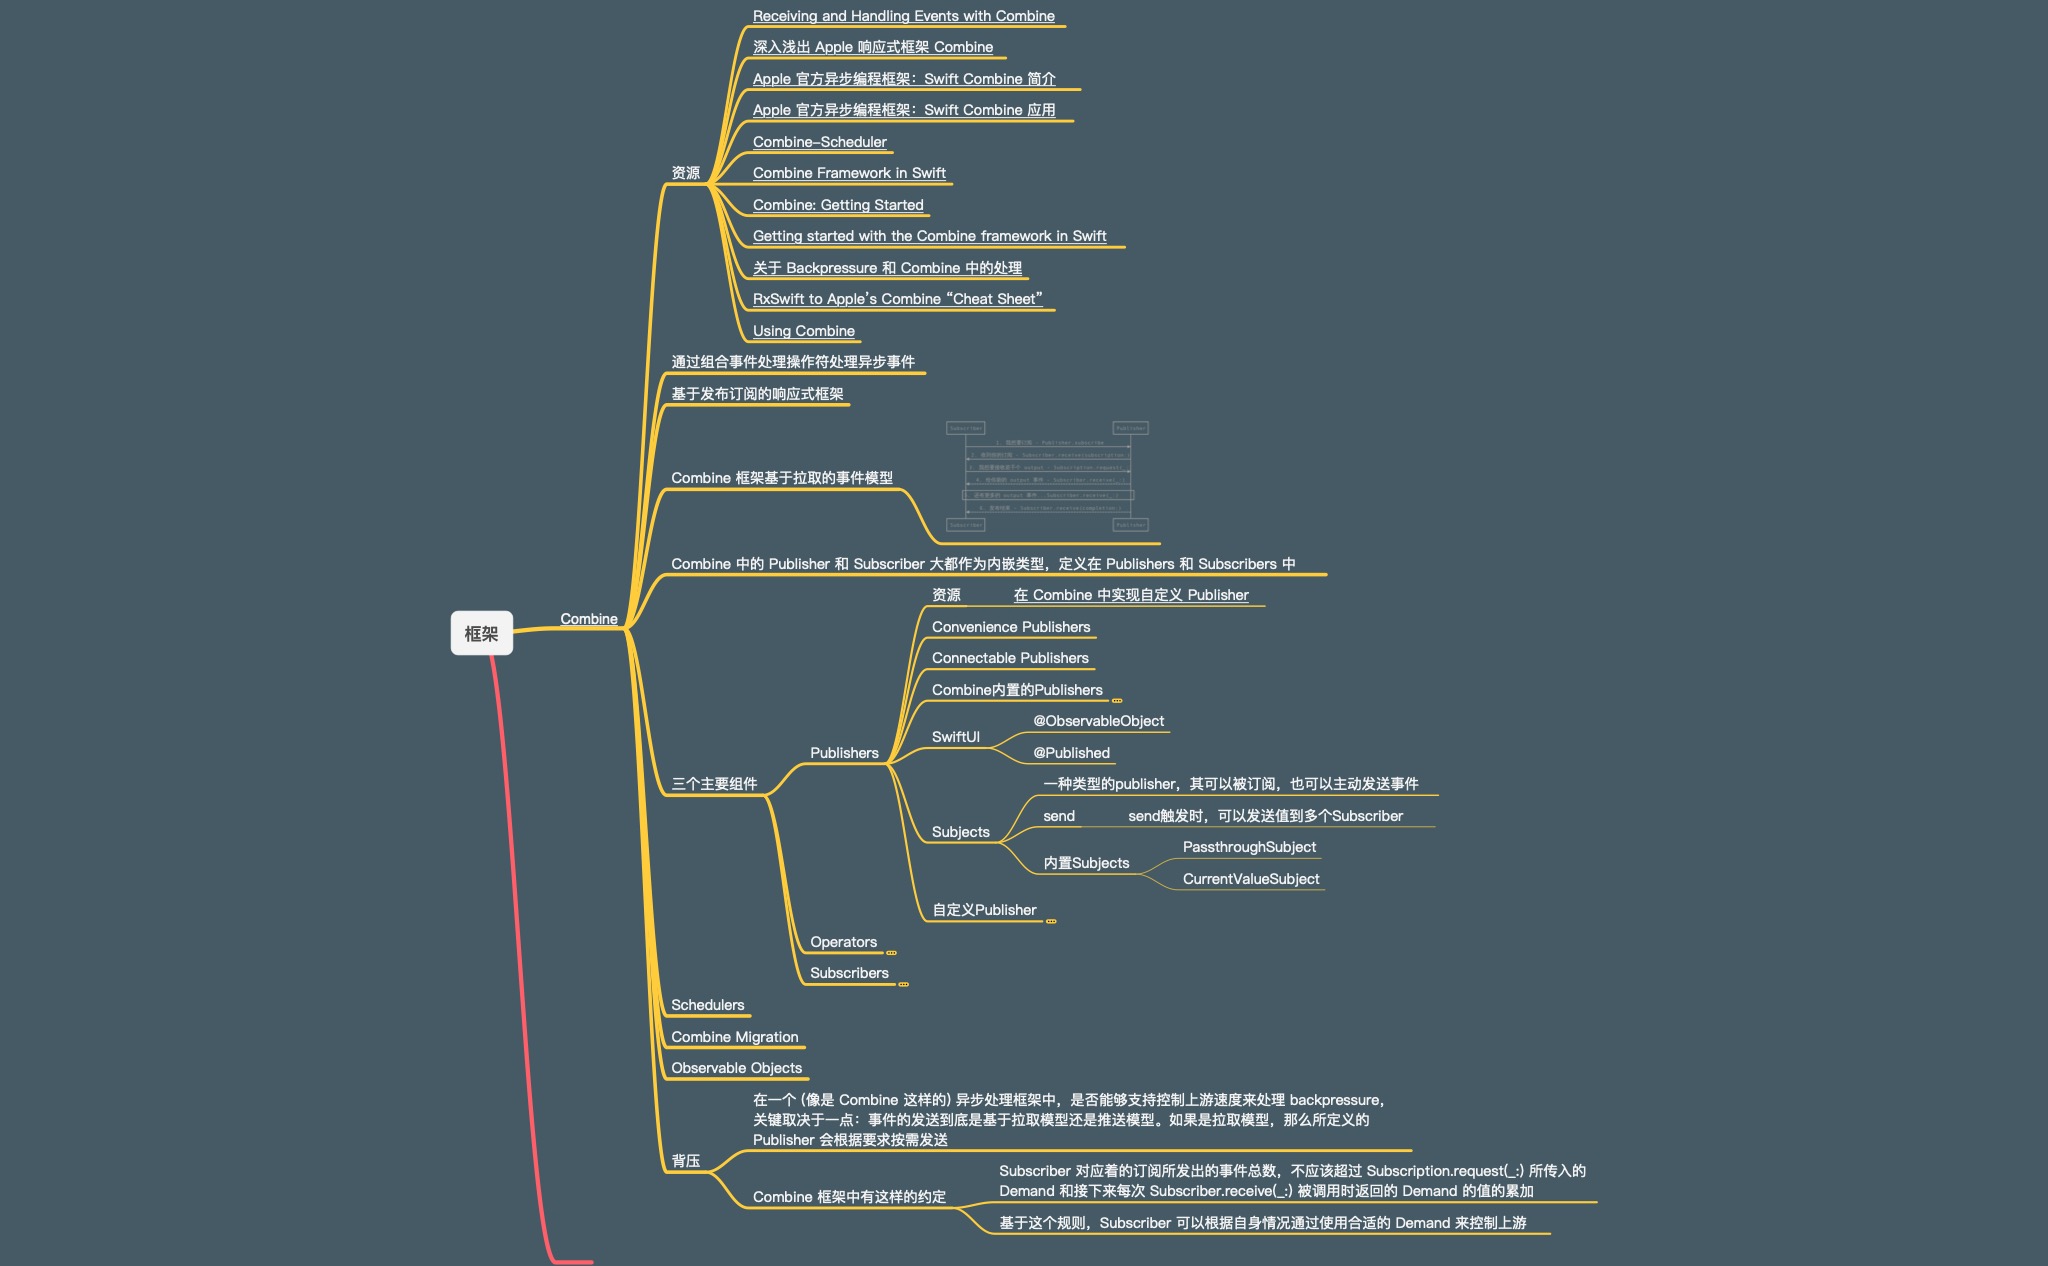 Receiving and Handling Events with Combine
深入浅出 Apple 响应式框架 Combine
Apple 官方异步编程框架：Swift Combine 简介
Apple 官方异步编程框架：Swift Combine 应用
Combine–Scheduler
资源
Combine Framework in Swift
Combine: Getting Started
Getting started with the Combine framework in Swift
关于 Backpressure 和 Combine 中的处理
RxSwift to Apple’s Combine “Cheat Sheet”
Using Combine
通过组合事件处理操作符处理异步事件
基于发布订阅的响应式框架
Subscriber
Publisher
Combine 框架基于拉取的事件模型
Subscriber
Publisher
Combine 中的 Publisher 和 Subscriber 大都作为内嵌类型，定义在 Publishers 和 Subscribers 中
资源
在 Combine 中实现自定义 Publisher
框架
Combine
Convenience Publishers
Connectable Publishers
Combine内置的Publishers
@ObservableObject
SwiftUI
@Published
Publishers
三个主要组件
一种类型的publisher，其可以被订阅，也可以主动发送事件
send
send触发时，可以发送值到多个Subscriber
Subjects
内置Subjects
PassthroughSubject
CurrentValueSubject
自定义Publisher
Operators
Subscribers
Schedulers
Combine Migration
Observable Objects
在一个 (像是 Combine 这样的) 异步处理框架中，是否能够支持控制上游速度来处理 backpressure，
关键取决于一点：事件的发送到底是基于拉取模型还是推送模型。如果是拉取模型，那么所定义的
Publisher 会根据要求按需发送
背压
Combine 框架中有这样的约定
Subscriber 对应着的订阅所发出的事件总数，不应该超过 Subscription.request(_:) 所传入的
Demand 和接下来每次 Subscriber.receive(_:) 被调用时返回的 Demand 的值的累加
基于这个规则，Subscriber 可以根据自身情况通过使用合适的 Demand 来控制上游